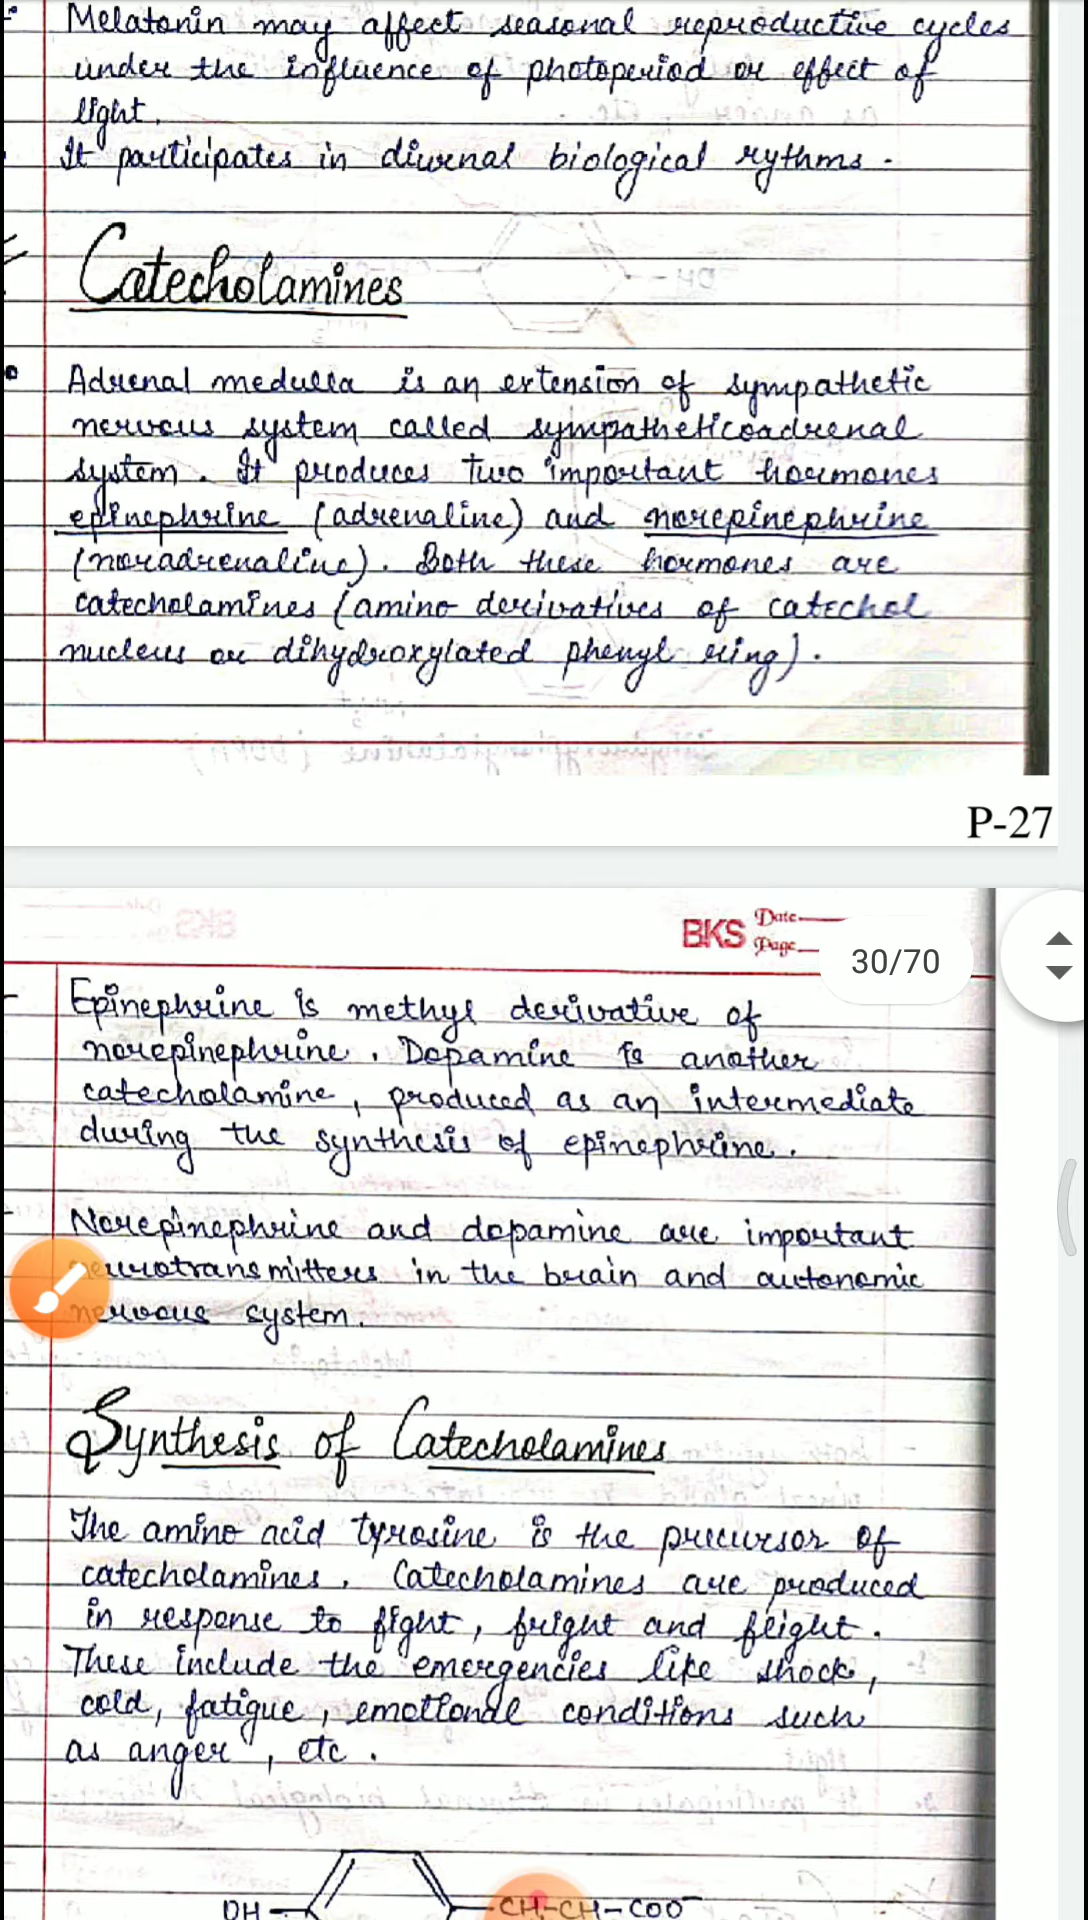 Melatonin may affect seasonal reproductive cycles
under the influence of photoperiod or effect of
light.
It participates in diurnal biological rythms.
Catecholamines
Adrenal medulla is an extension of sympathetic
nervous system called sympatheticoadrenal
system. It produces two important hormones
epinephrine (adrenaline) and norepinephrine
(noradrenaline). Both these hormones are
catecholamines (amino derivatives of catechol
nucleus or dihydroxylated phenyl ring).
P-27
BKS Date
Page
30/70
Epinephrine is methyl derivative of
norepinephrine. Dopamine is another
catecholamine, produced as an intermediate
during the synthesis of epinephrine.
Norepinephrine and dopamine are important
neurotransmitters in the brain and autonomic
nervous system.
Synthesis of Catecholamines
The amino acid tyrosine is the precursor of
catecholamines. Catecholamines are produced
in response to fight, fright and flight.
These include the emergencies like shock,
cold, fatigue, emotional conditions such
as anger, etc.
OH CH-CH-COO⁻